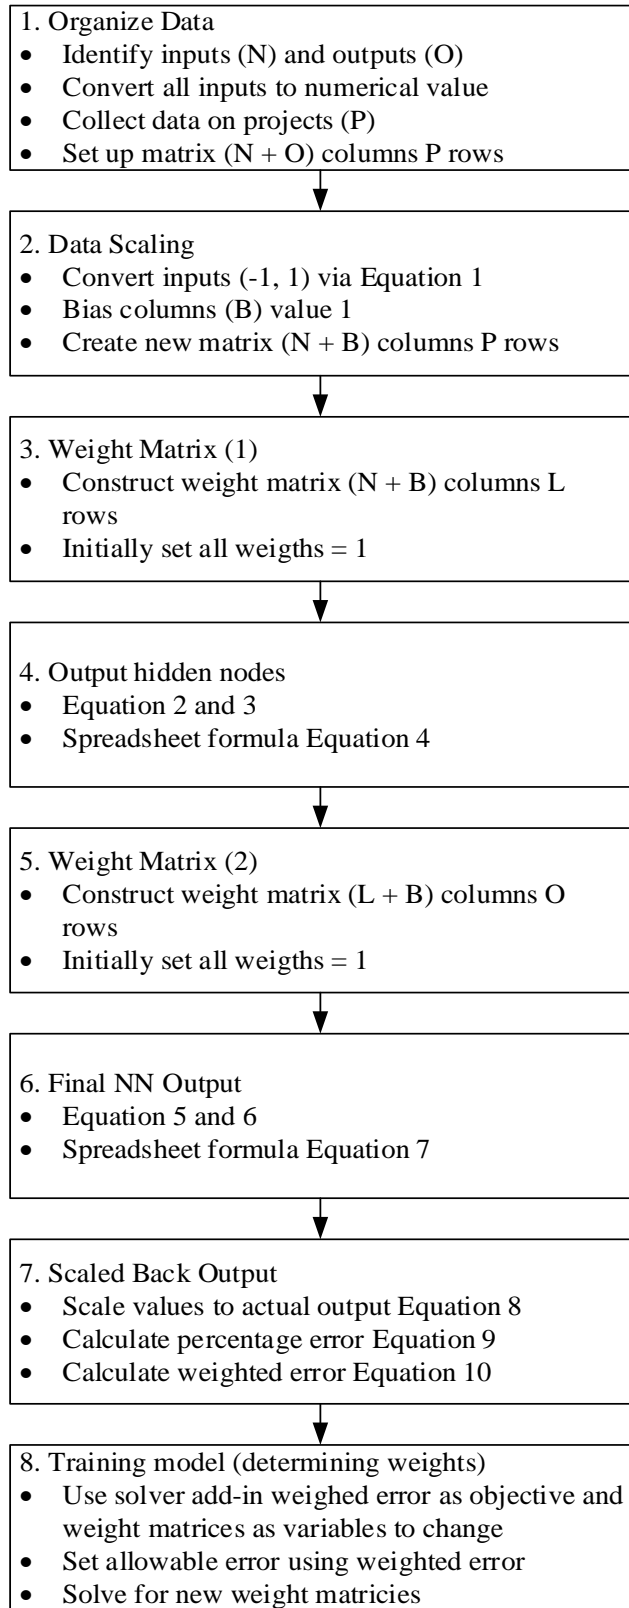 1. Organize Data
• Identify inputs (N) and outputs (O)
• Convert all inputs to numerical value
• Collect data on projects (P)
• Set up matrix (N + O) columns P rows
2. Data Scaling
• Convert inputs (-1, 1) via Equation 1
• Bias columns (B) value 1
• Create new matrix (N + B) columns P rows
3. Weight Matrix (1)
• Construct weight matrix (N + B) columns L
rows
• Initially set all weigths = 1
4. Output hidden nodes
• Equation 2 and 3
• Spreadsheet formula Equation 4
5. Weight Matrix (2)
• Construct weight matrix (L + B) columns O
rows
• Initially set all weigths = 1
6. Final NN Output
• Equation 5 and 6
• Spreadsheet formula Equation 7
7. Scaled Back Output
• Scale values to actual output Equation 8
• Calculate percentage error Equation 9
• Calculate weighted error Equation 10
8. Training model (determining weights)
• Use solver add-in weighed error as objective and
weight matrices as variables to change
• Set allowable error using weighted error
• Solve for new weight matricies